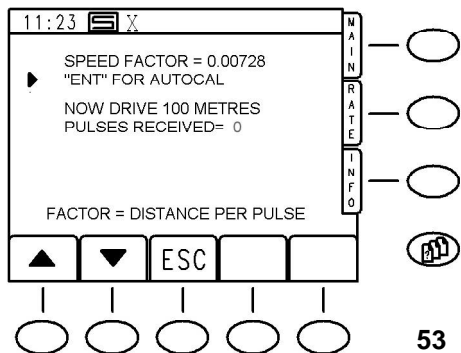 11:23 S X
SPEED FACTOR = 0.00728
"ENT" FOR AUTOCAL
NOW DRIVE 100 METRES
PULSES RECEIVED= 0
FACTOR = DISTANCE PER PULSE
MAIN
RATE
INFO
ESC
?
53